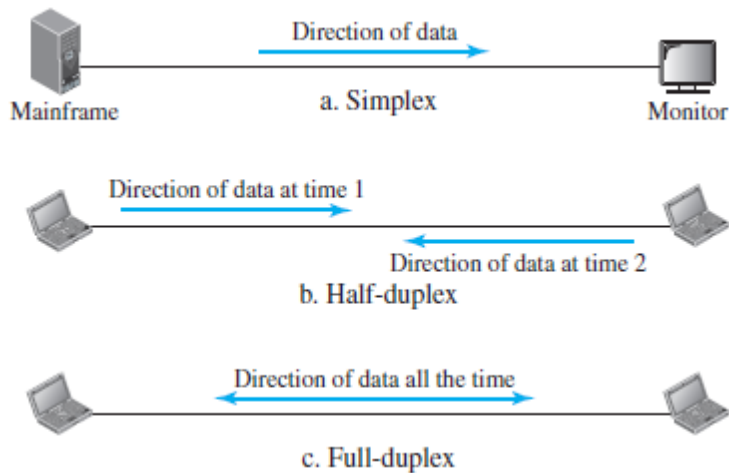 Direction of data
Mainframe
a. Simplex
Monitor
Direction of data at time 1
Direction of data at time 2
b. Half-duplex
Direction of data all the time
c. Full-duplex